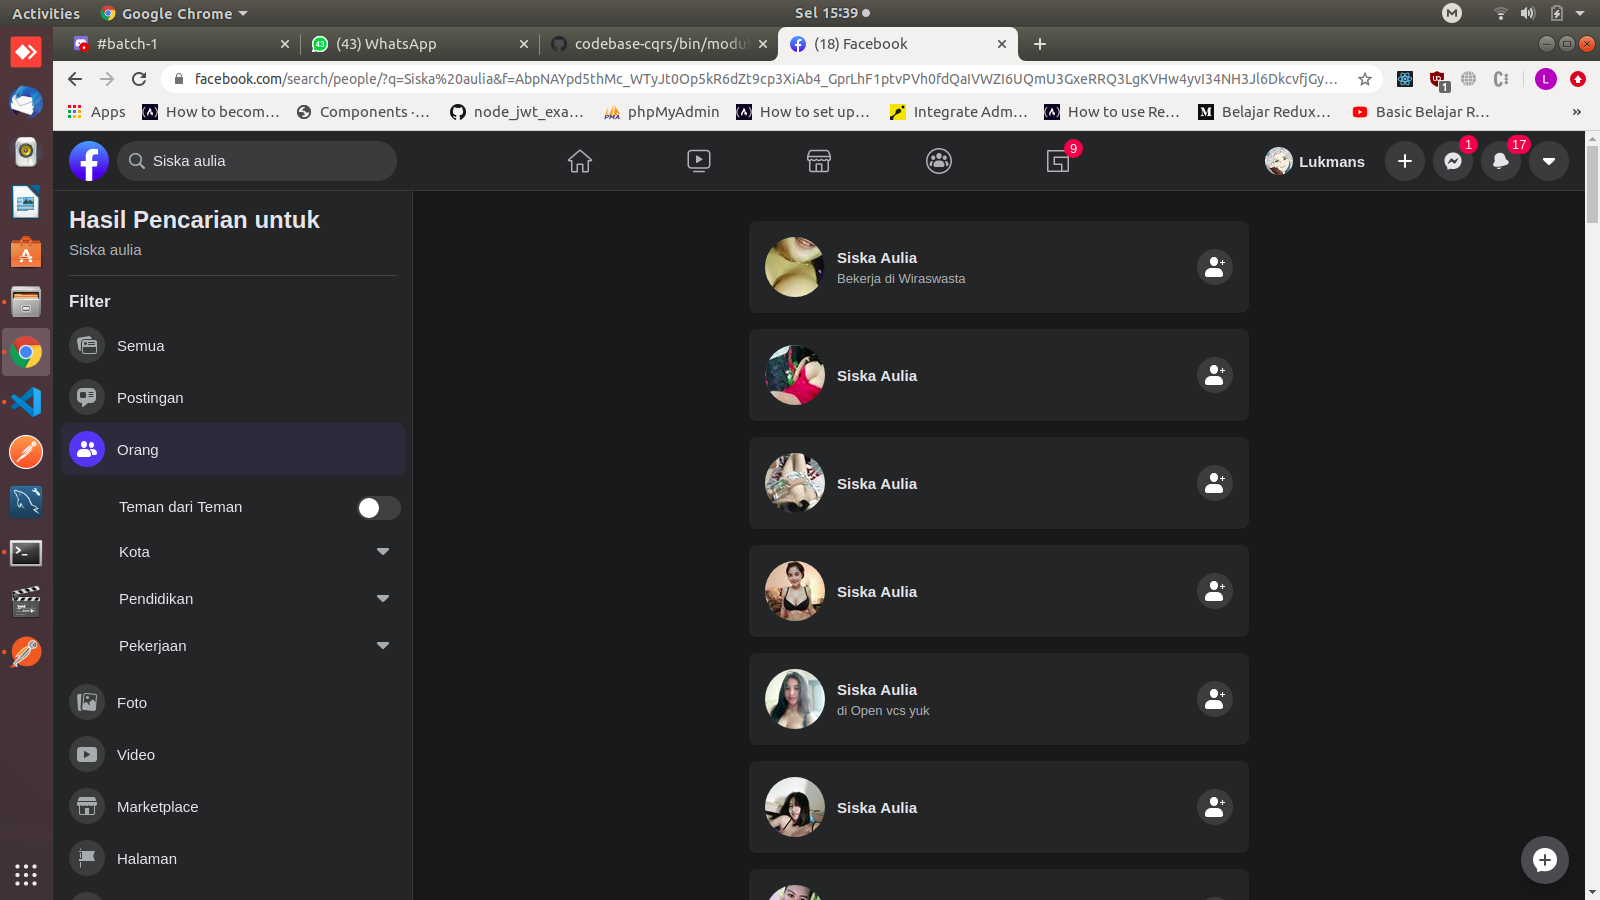 Activities
Google Chrome
Sel 15:39
M
#batch-1
(43) WhatsApp
codebase-cqrs/bin/modul
(18) Facebook
facebook.com/search/people/?q=Siska%20aulia&f=AbpNAYpd5thMc_WTyJt0Op5kR6dZt9cp3XiAb4_GprLhF1ptvPVh0fdQaIVWZI6UQmU3GxeRRQ3LgKVHw4yvI34NH3Jl6DkcvfjGy...
1
L
Apps
How to becom...
Components ·...
node_jwt_exa...
phpMyAdmin
How to set up...
Integrate Adm...
How to use Re...
Belajar Redux...
Basic Belajar R...
»
Siska aulia
9
Lukmans
1
17
Hasil Pencarian untuk
Siska aulia
Filter
Semua
Postingan
Orang
Teman dari Teman
Kota
Pendidikan
Pekerjaan
Foto
Video
Marketplace
Halaman
Siska Aulia
Bekerja di Wiraswasta
Siska Aulia
Siska Aulia
Siska Aulia
Siska Aulia
di Open vcs yuk
Siska Aulia